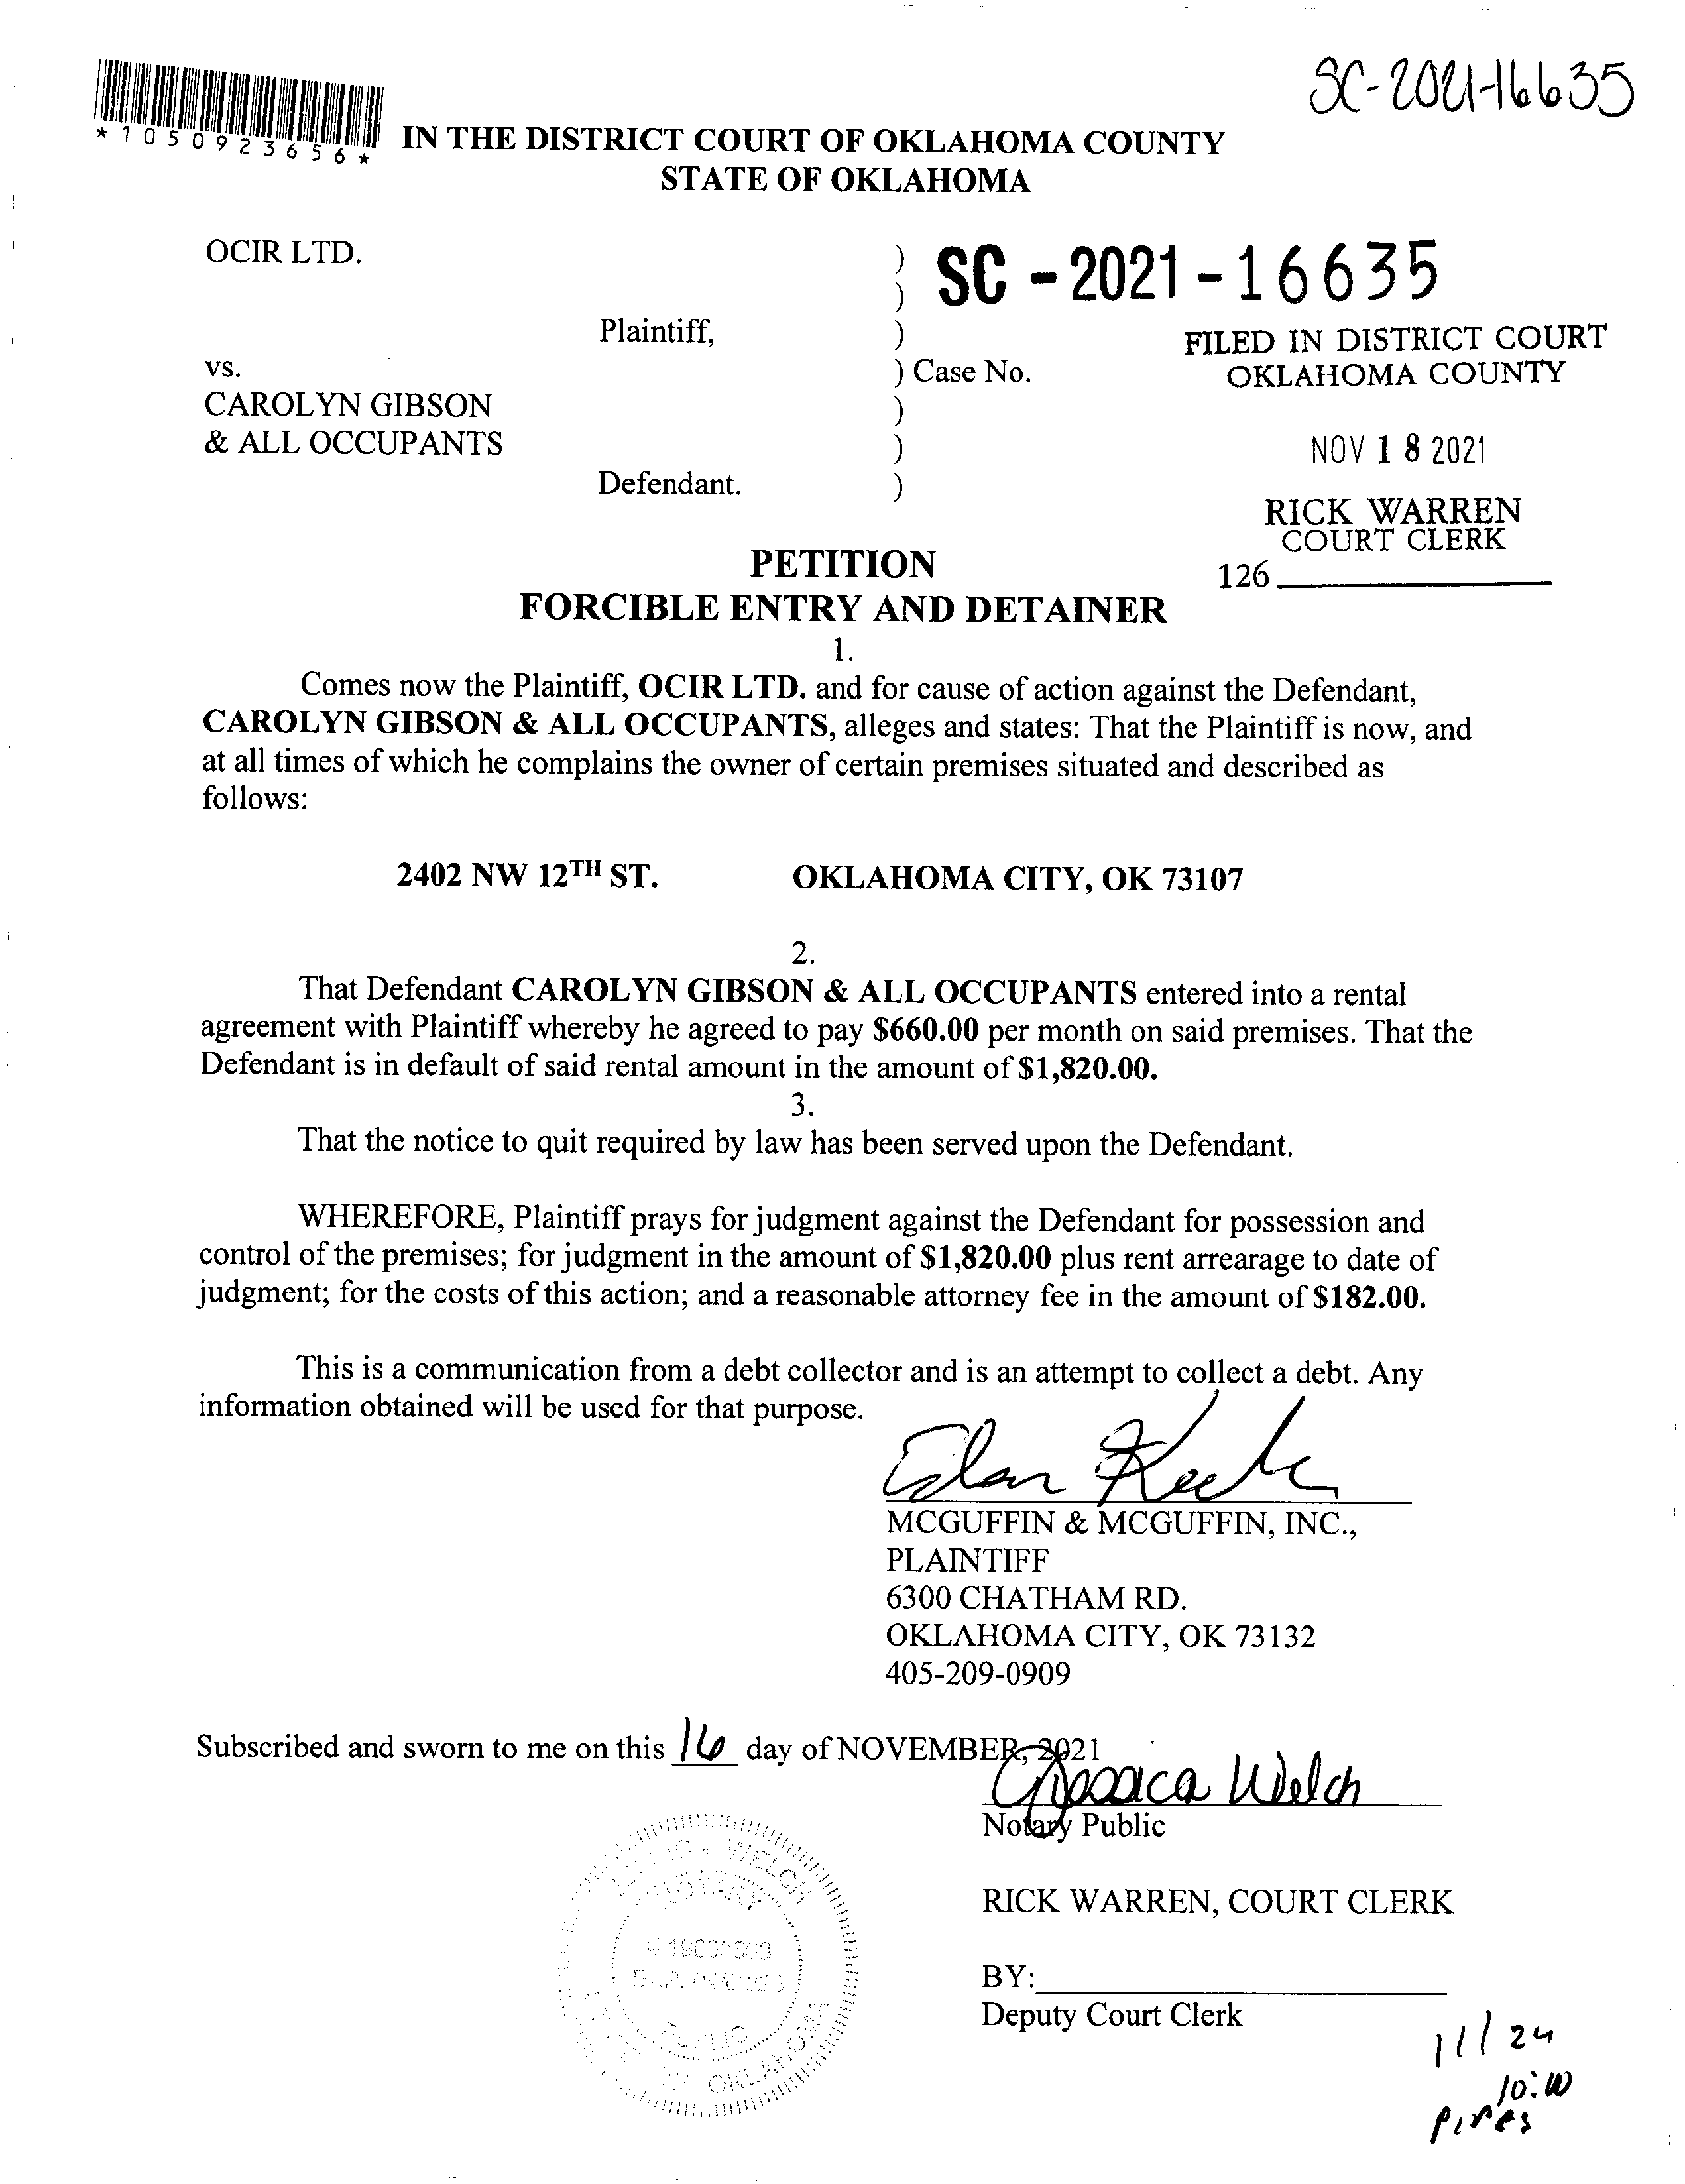 SC-2021-16635
*1050923656*
IN THE DISTRICT COURT OF OKLAHOMA COUNTY
STATE OF OKLAHOMA
OCIR LTD.
)
) SC - 2021 - 16635
Plaintiff, )
vs. ) Case No.
CAROLYN GIBSON )
& ALL OCCUPANTS )
Defendant. )
FILED IN DISTRICT COURT
OKLAHOMA COUNTY
NOV 18 2021
RICK WARREN
COURT CLERK
126
PETITION
FORCIBLE ENTRY AND DETAINER
1.
Comes now the Plaintiff, OCIR LTD. and for cause of action against the Defendant,
CAROLYN GIBSON & ALL OCCUPANTS, alleges and states: That the Plaintiff is now, and
at all times of which he complains the owner of certain premises situated and described as
follows:
2402 NW 12TH ST. OKLAHOMA CITY, OK 73107
2.
That Defendant CAROLYN GIBSON & ALL OCCUPANTS entered into a rental
agreement with Plaintiff whereby he agreed to pay $660.00 per month on said premises. That the
Defendant is in default of said rental amount in the amount of $1,820.00.
3.
That the notice to quit required by law has been served upon the Defendant.
WHEREFORE, Plaintiff prays for judgment against the Defendant for possession and
control of the premises; for judgment in the amount of $1,820.00 plus rent arrearage to date of
judgment; for the costs of this action; and a reasonable attorney fee in the amount of $182.00.
This is a communication from a debt collector and is an attempt to collect a debt. Any
information obtained will be used for that purpose.
MCGUFFIN & MCGUFFIN, INC.,
PLAINTIFF
6300 CHATHAM RD.
OKLAHOMA CITY, OK 73132
405-209-0909
Subscribed and sworn to me on this 16 day of NOVEMBER, 2021
Jessica Welch
Notary Public
WELCH
OKLAHOMA
RICK WARREN, COURT CLERK
BY:
Deputy Court Clerk
11/24
10:00
Pires